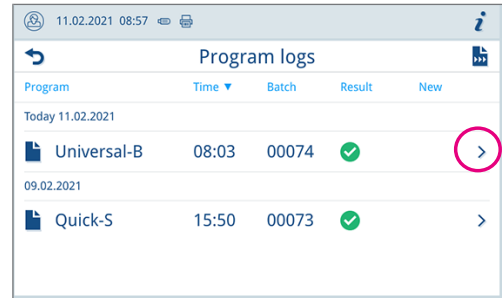 11.02.2021 08:57
Program logs
Program Time ▼ Batch Result New
Today 11.02.2021
Universal-B 08:03 00074
09.02.2021
Quick-S 15:50 00073